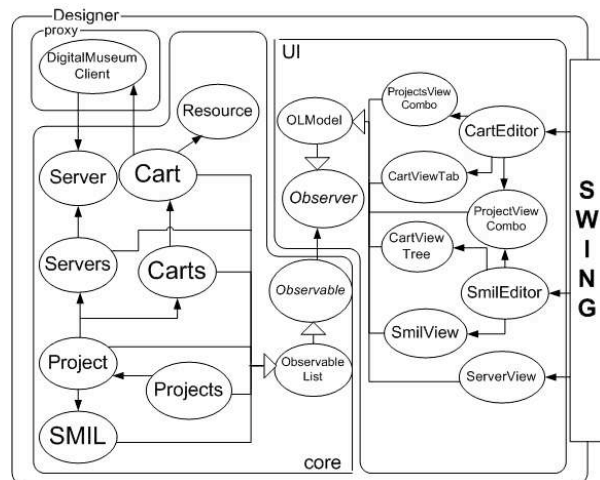 Designer
proxy
DigitalMuseum
Client
Resource
Server
Cart
Servers
Carts
Project
Projects
SMIL
core
UI
OLModel
Observer
Observable
Observable
List
ProjectsView
Combo
CartEditor
CartViewTab
ProjectView
Combo
CartView
Tree
SmilEditor
SmilView
ServerView
S
W
I
N
G